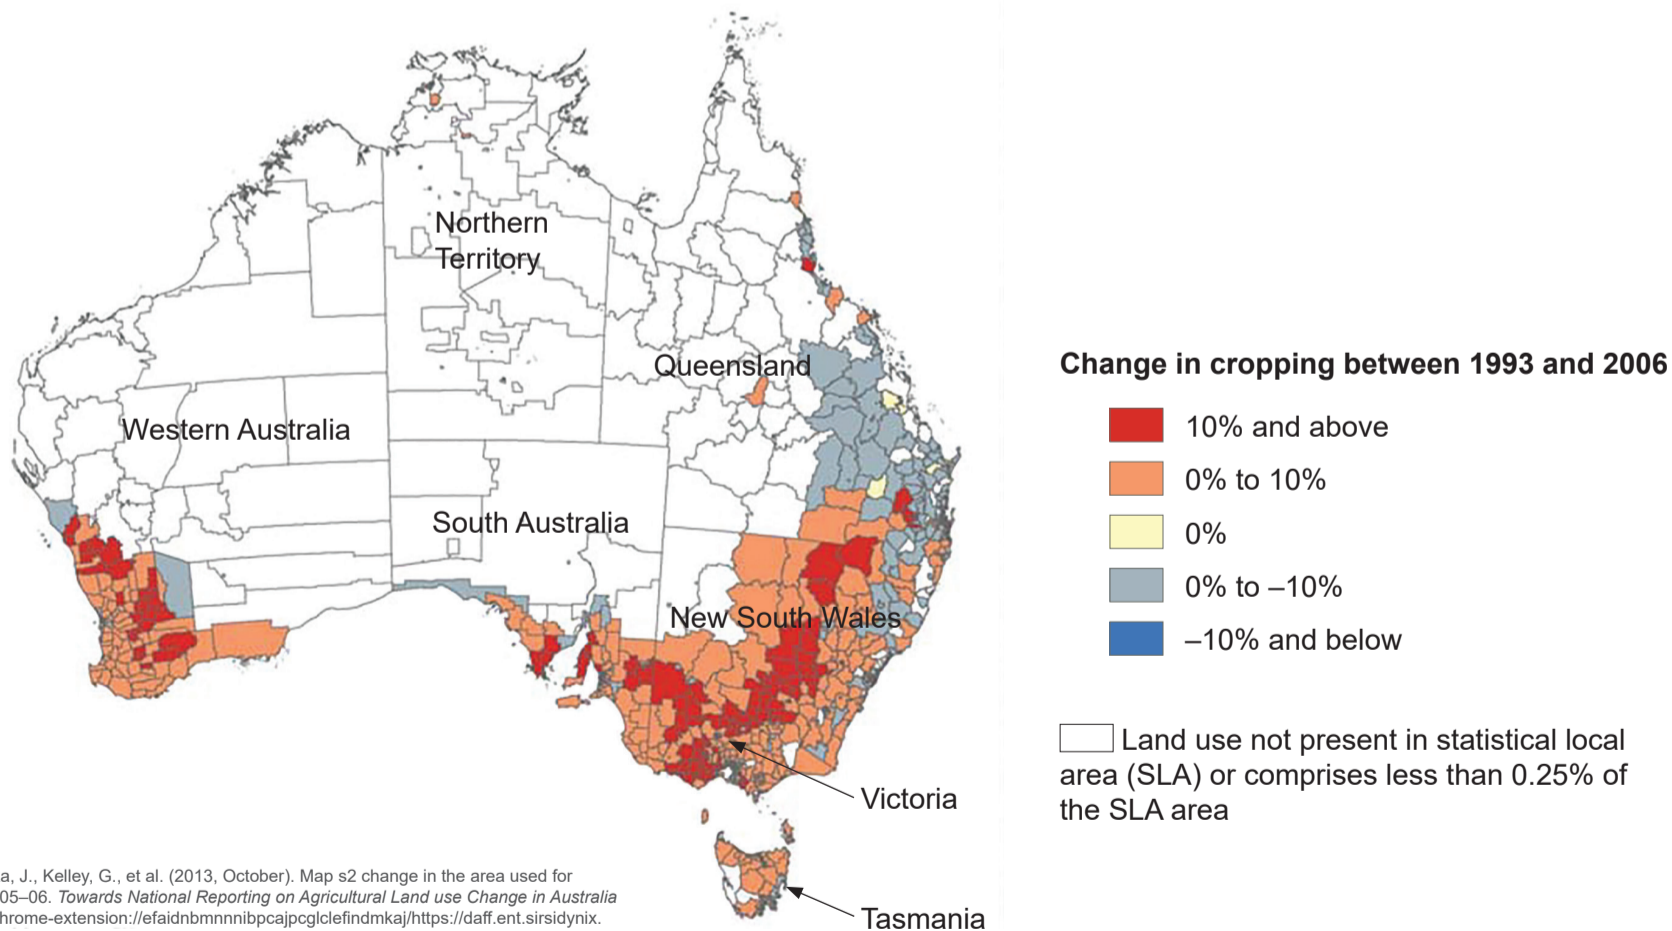 Northern
Territory
Queensland
Western Australia
South Australia
New South Wales
Victoria
Tasmania
Change in cropping between 1993 and 2006
10% and above
0% to 10%
0%
0% to –10%
–10% and below
Land use not present in statistical local
area (SLA) or comprises less than 0.25% of
the SLA area
a, J., Kelley, G., et al. (2013, October). Map s2 change in the area used for
05–06. Towards National Reporting on Agricultural Land use Change in Australia
hrome-extension://efaidnbmnnnibpcajpcglclefindmkaj/https://daff.ent.sirsidynix.